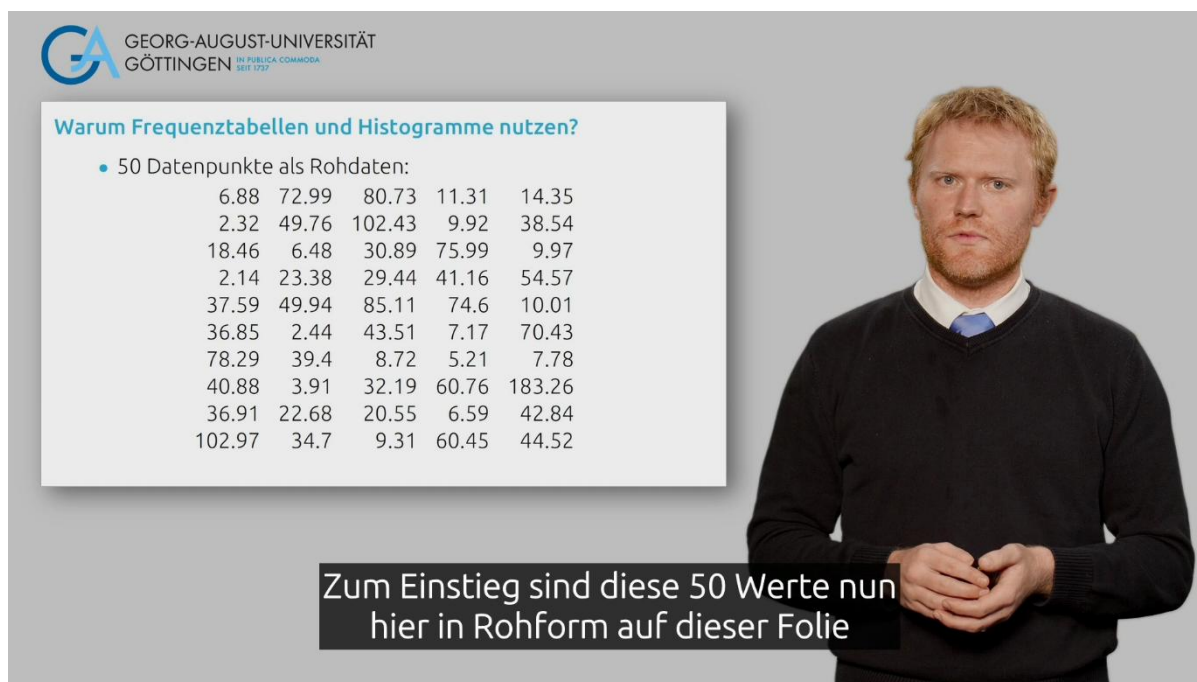 GEORG-AUGUST-UNIVERSITÄT
GÖTTINGEN IN PUBLICA COMMODA
SEIT 1737
Warum Frequenztabellen und Histogramme nutzen?
• 50 Datenpunkte als Rohdaten:
6.88 72.99 80.73 11.31 14.35
2.32 49.76 102.43 9.92 38.54
18.46 6.48 30.89 75.99 9.97
2.14 23.38 29.44 41.16 54.57
37.59 49.94 85.11 74.6 10.01
36.85 2.44 43.51 7.17 70.43
78.29 39.4 8.72 5.21 7.78
40.88 3.91 32.19 60.76 183.26
36.91 22.68 20.55 6.59 42.84
102.97 34.7 9.31 60.45 44.52
Zum Einstieg sind diese 50 Werte nun
hier in Rohform auf dieser Folie